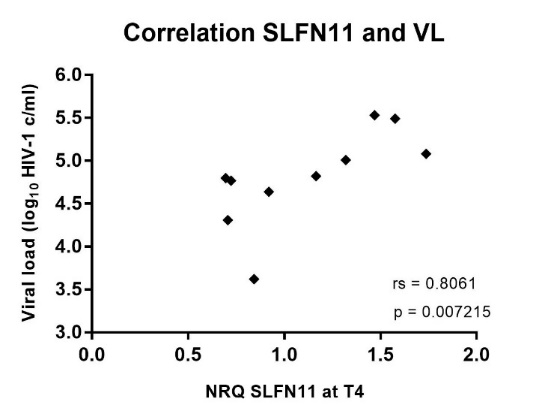 Correlation SLFN11 and VL
Viral load (log10 HIV-1 c/ml)
6.0
5.5
5.0
4.5
4.0
3.5
3.0
rs = 0.8061
p = 0.007215
0.0 0.5 1.0 1.5 2.0
NRQ SLFN11 at T4